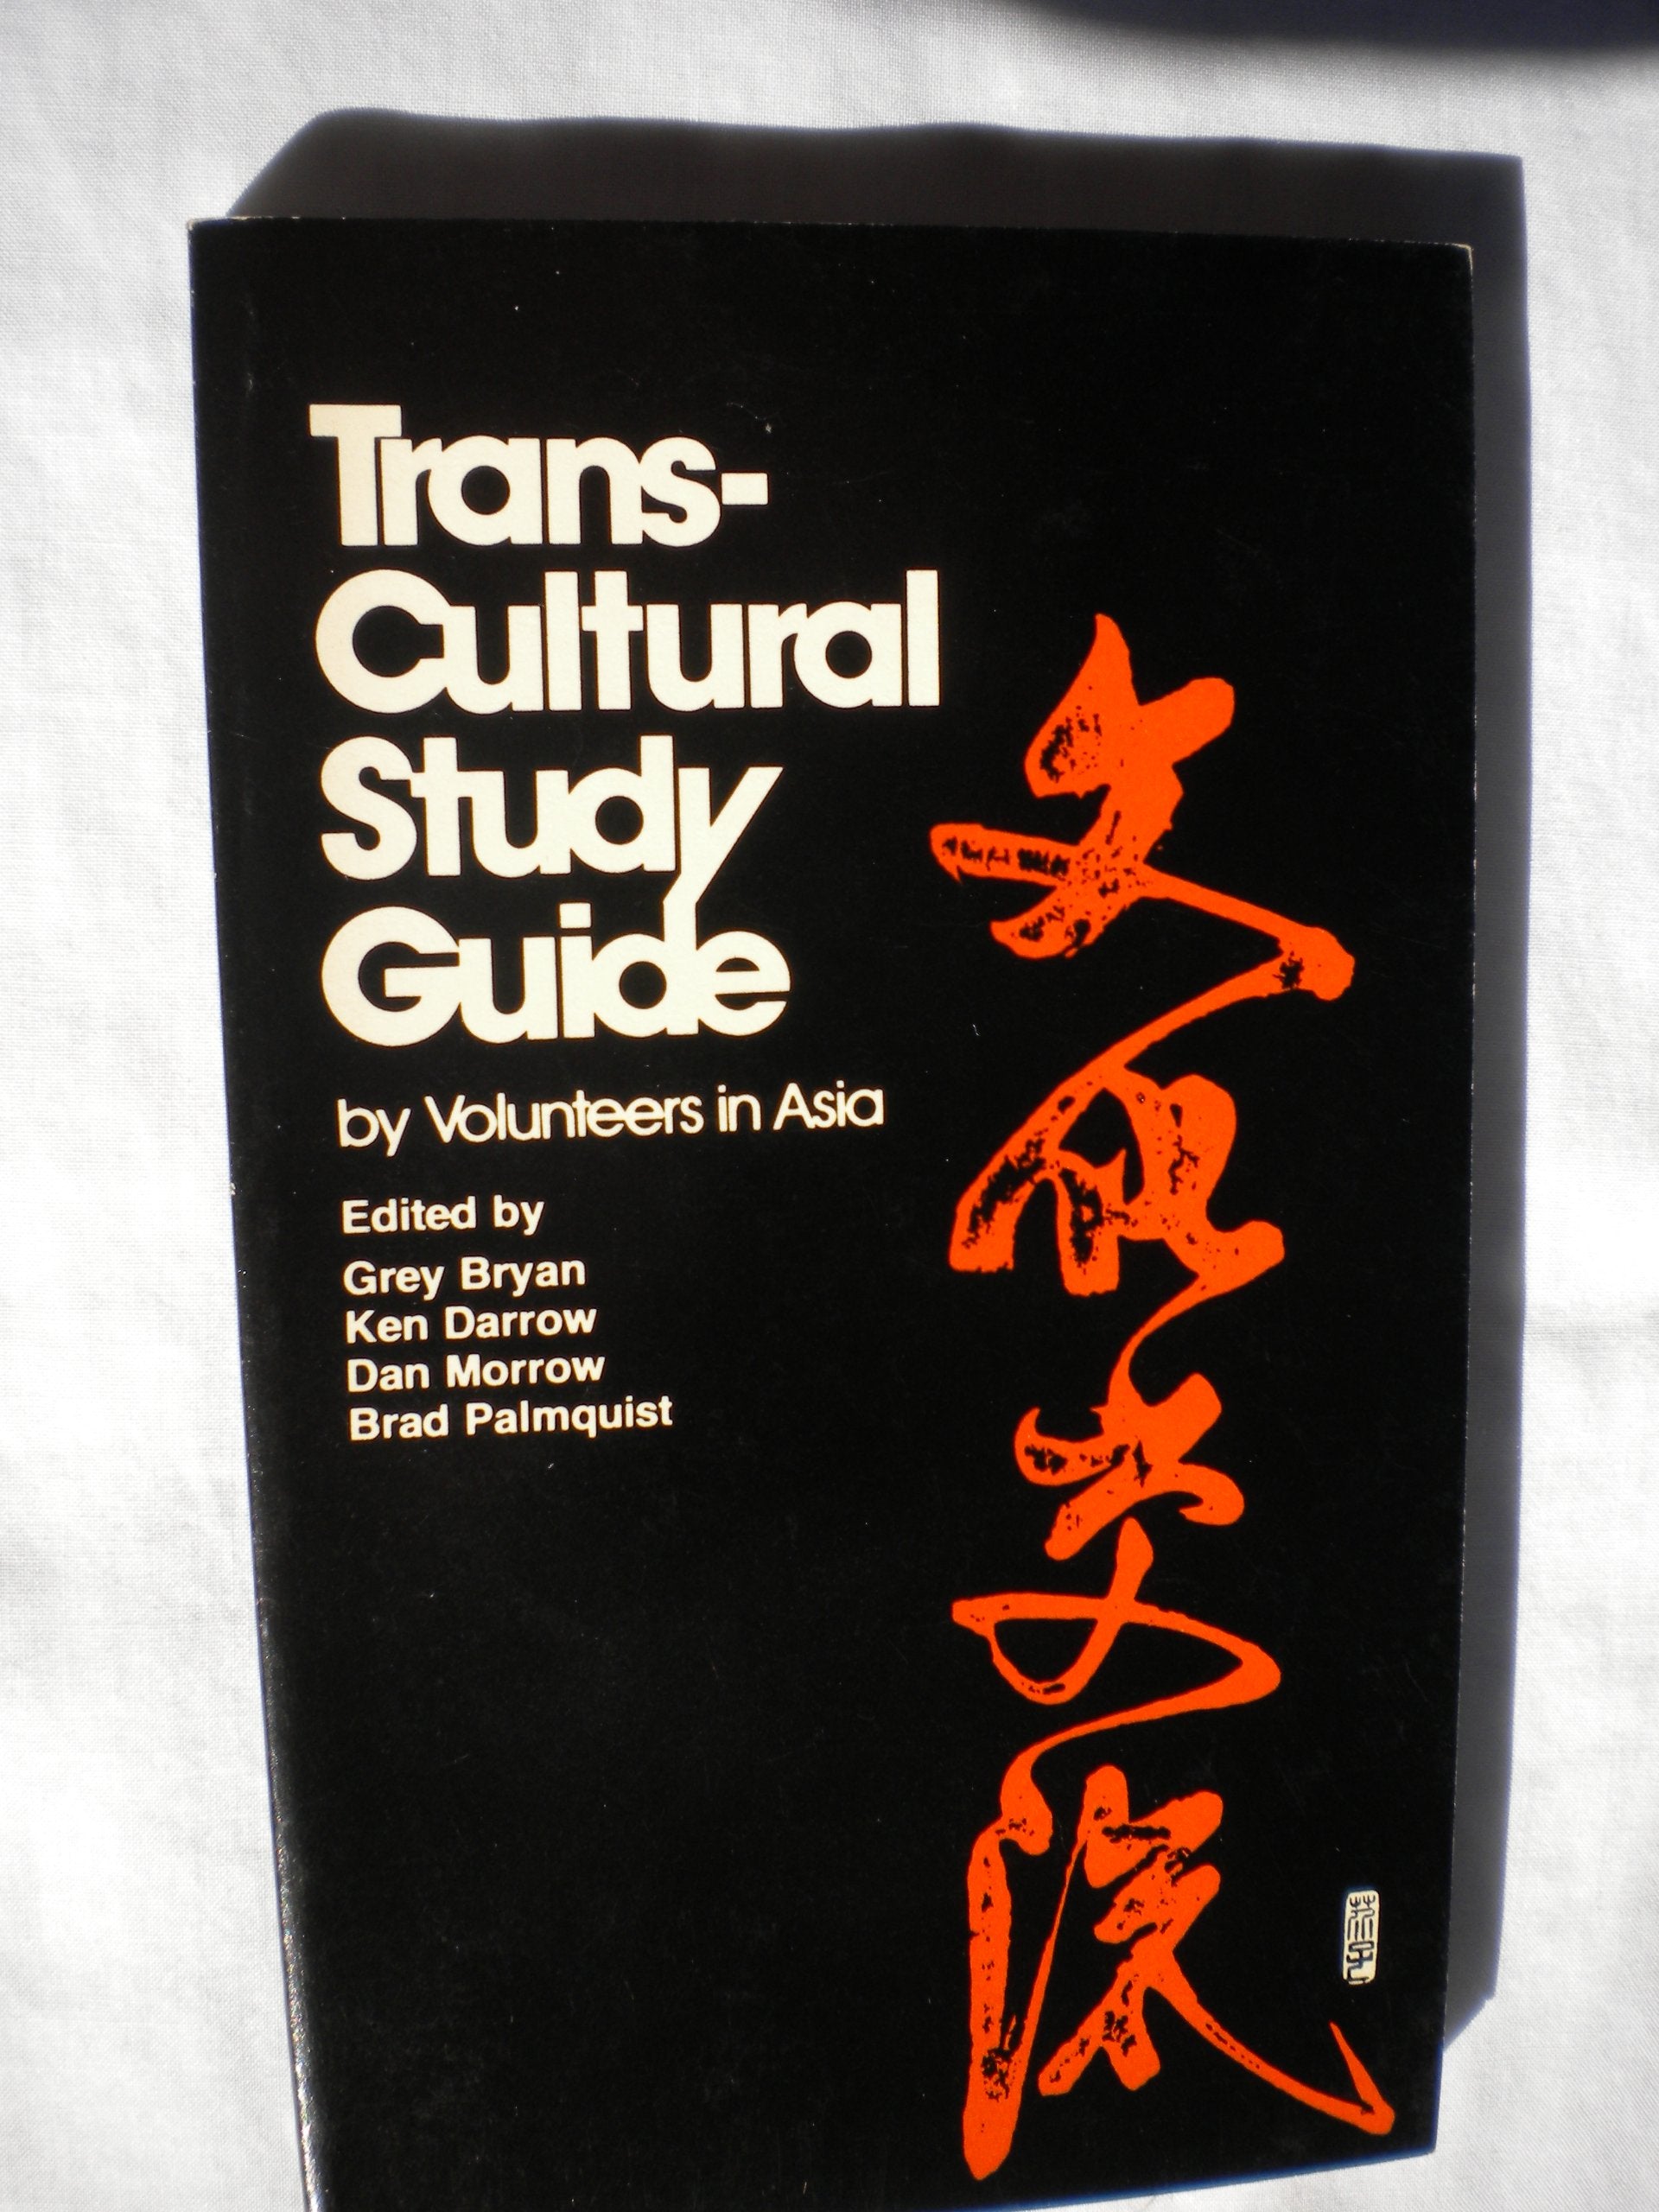 Trans-
Cultural
Study
Guide
by Volunteers in Asia
Edited by
Grey Bryan
Ken Darrow
Dan Morrow
Brad Palmquist